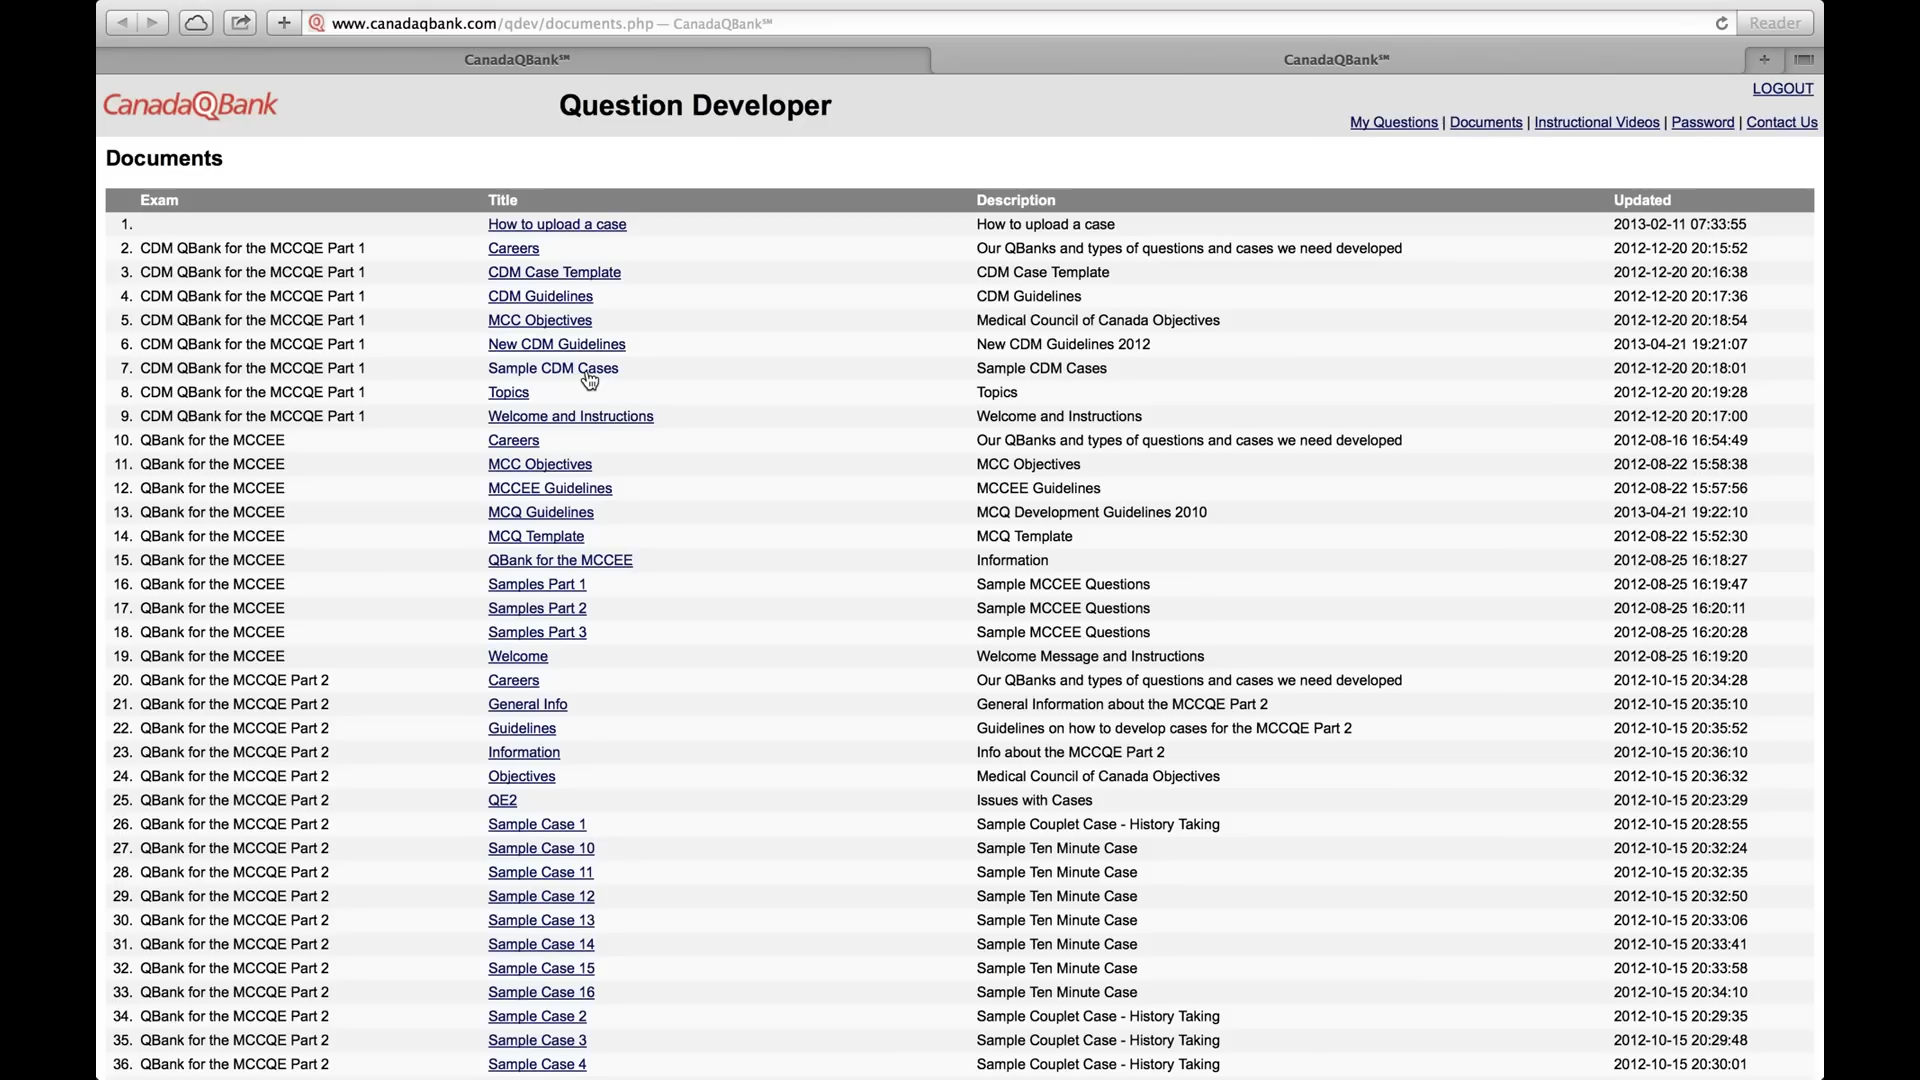 www.canadaqbank.com/qdev/documents.php — CanadaQBank℠
Reader
CanadaQBank℠ CanadaQBank℠
LOGOUT
CanadaQBank Question Developer
My Questions | Documents | Instructional Videos | Password | Contact Us
Documents
Exam Title Description Updated
1. How to upload a case How to upload a case 2013-02-11 07:33:55
2. CDM QBank for the MCCQE Part 1 Careers Our QBanks and types of questions and cases we need developed 2012-12-20 20:15:52
3. CDM QBank for the MCCQE Part 1 CDM Case Template CDM Case Template 2012-12-20 20:16:38
4. CDM QBank for the MCCQE Part 1 CDM Guidelines CDM Guidelines 2012-12-20 20:17:36
5. CDM QBank for the MCCQE Part 1 MCC Objectives Medical Council of Canada Objectives 2012-12-20 20:18:54
6. CDM QBank for the MCCQE Part 1 New CDM Guidelines New CDM Guidelines 2012 2013-04-21 19:21:07
7. CDM QBank for the MCCQE Part 1 Sample CDM Cases Sample CDM Cases 2012-12-20 20:18:01
8. CDM QBank for the MCCQE Part 1 Topics Topics 2012-12-20 20:19:28
9. CDM QBank for the MCCQE Part 1 Welcome and Instructions Welcome and Instructions 2012-12-20 20:17:00
10. QBank for the MCCEE Careers Our QBanks and types of questions and cases we need developed 2012-08-16 16:54:49
11. QBank for the MCCEE MCC Objectives MCC Objectives 2012-08-22 15:58:38
12. QBank for the MCCEE MCCEE Guidelines MCCEE Guidelines 2012-08-22 15:57:56
13. QBank for the MCCEE MCQ Guidelines MCQ Development Guidelines 2010 2013-04-21 19:22:10
14. QBank for the MCCEE MCQ Template MCQ Template 2012-08-22 15:52:30
15. QBank for the MCCEE QBank for the MCCEE Information 2012-08-25 16:18:27
16. QBank for the MCCEE Samples Part 1 Sample MCCEE Questions 2012-08-25 16:19:47
17. QBank for the MCCEE Samples Part 2 Sample MCCEE Questions 2012-08-25 16:20:11
18. QBank for the MCCEE Samples Part 3 Sample MCCEE Questions 2012-08-25 16:20:28
19. QBank for the MCCEE Welcome Welcome Message and Instructions 2012-08-25 16:19:20
20. QBank for the MCCQE Part 2 Careers Our QBanks and types of questions and cases we need developed 2012-10-15 20:34:28
21. QBank for the MCCQE Part 2 General Info General Information about the MCCQE Part 2 2012-10-15 20:35:10
22. QBank for the MCCQE Part 2 Guidelines Guidelines on how to develop cases for the MCCQE Part 2 2012-10-15 20:35:52
23. QBank for the MCCQE Part 2 Information Info about the MCCQE Part 2 2012-10-15 20:36:10
24. QBank for the MCCQE Part 2 Objectives Medical Council of Canada Objectives 2012-10-15 20:36:32
25. QBank for the MCCQE Part 2 QE2 Issues with Cases 2012-10-15 20:23:29
26. QBank for the MCCQE Part 2 Sample Case 1 Sample Couplet Case - History Taking 2012-10-15 20:28:55
27. QBank for the MCCQE Part 2 Sample Case 10 Sample Ten Minute Case 2012-10-15 20:32:24
28. QBank for the MCCQE Part 2 Sample Case 11 Sample Ten Minute Case 2012-10-15 20:32:35
29. QBank for the MCCQE Part 2 Sample Case 12 Sample Ten Minute Case 2012-10-15 20:32:50
30. QBank for the MCCQE Part 2 Sample Case 13 Sample Ten Minute Case 2012-10-15 20:33:06
31. QBank for the MCCQE Part 2 Sample Case 14 Sample Ten Minute Case 2012-10-15 20:33:41
32. QBank for the MCCQE Part 2 Sample Case 15 Sample Ten Minute Case 2012-10-15 20:33:58
33. QBank for the MCCQE Part 2 Sample Case 16 Sample Ten Minute Case 2012-10-15 20:34:10
34. QBank for the MCCQE Part 2 Sample Case 2 Sample Couplet Case - History Taking 2012-10-15 20:29:35
35. QBank for the MCCQE Part 2 Sample Case 3 Sample Couplet Case - History Taking 2012-10-15 20:29:48
36. QBank for the MCCQE Part 2 Sample Case 4 Sample Couplet Case - History Taking 2012-10-15 20:30:01